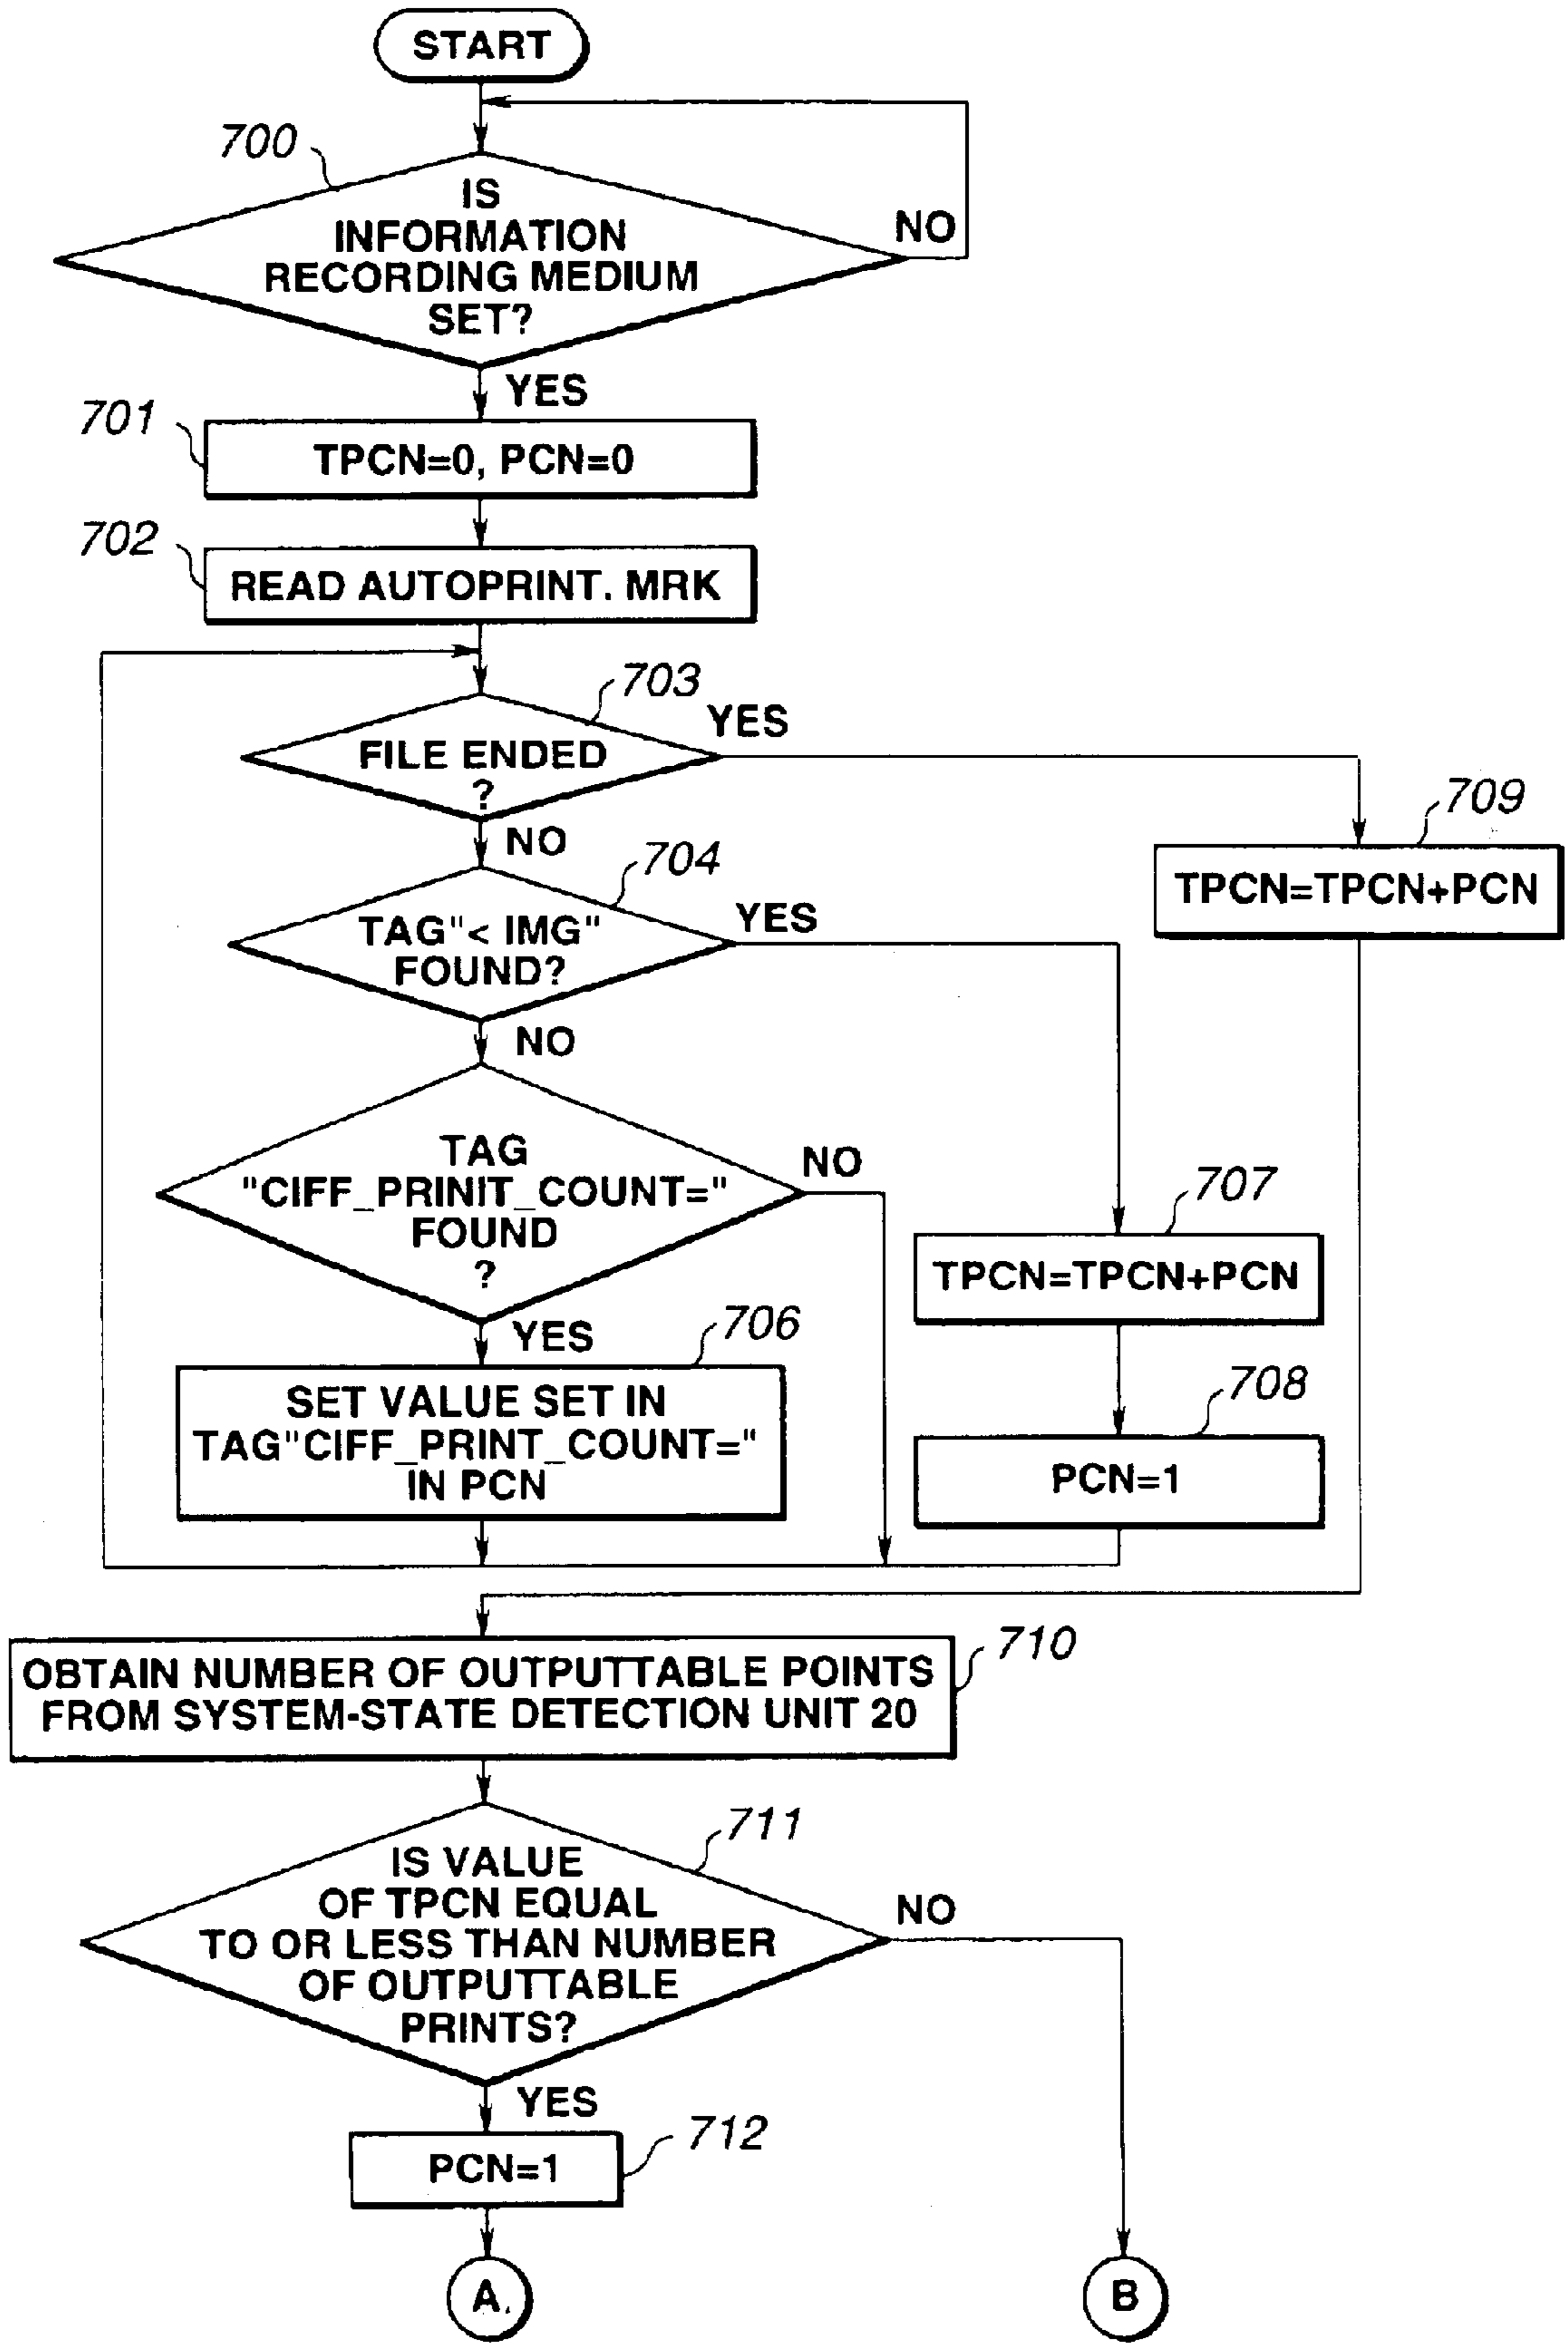 START
700
IS
INFORMATION
RECORDING MEDIUM
SET?
NO
YES
701
TPCN=0, PCN=0
702
READ AUTOPRINT. MRK
703
FILE ENDED
?
YES
NO
709
TPCN=TPCN+PCN
704
TAG"< IMG"
FOUND?
YES
NO
TAG
"CIFF_PRINIT_COUNT="
FOUND
?
NO
YES
707
TPCN=TPCN+PCN
706
SET VALUE SET IN
TAG"CIFF_PRINT_COUNT="
IN PCN
708
PCN=1
710
OBTAIN NUMBER OF OUTPUTTABLE POINTS
FROM SYSTEM-STATE DETECTION UNIT 20
711
IS VALUE
OF TPCN EQUAL
TO OR LESS THAN NUMBER
OF OUTPUTTABLE
PRINTS?
NO
YES
712
PCN=1
A
B